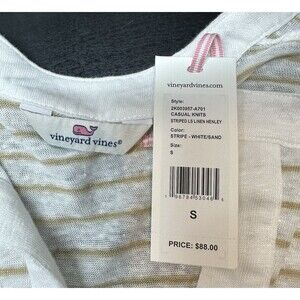 vineyard vines®
vineyardvines.com
Style:
2K003957-A791
CASUAL KNITS
STRIPED LS LINEN HENLEY
Color:
STRIPE - WHITE/SAND
Size:
S
S
PRICE: $88.00